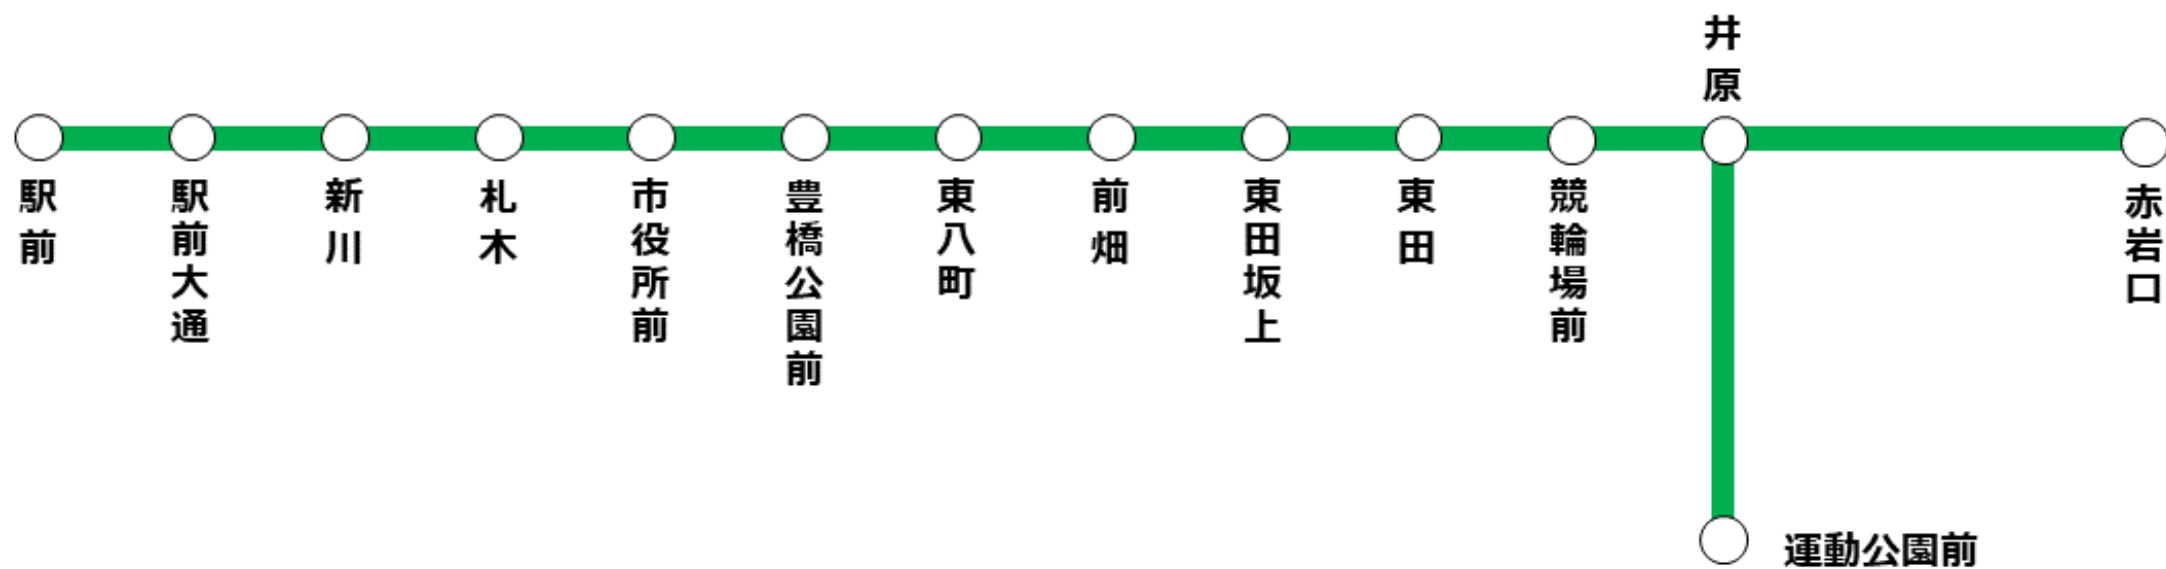 駅前
駅前大通
新川
札木
市役所前
豊橋公園前
東八町
前畑
東田坂上
東田
競輪場前
井原
赤岩口
運動公園前